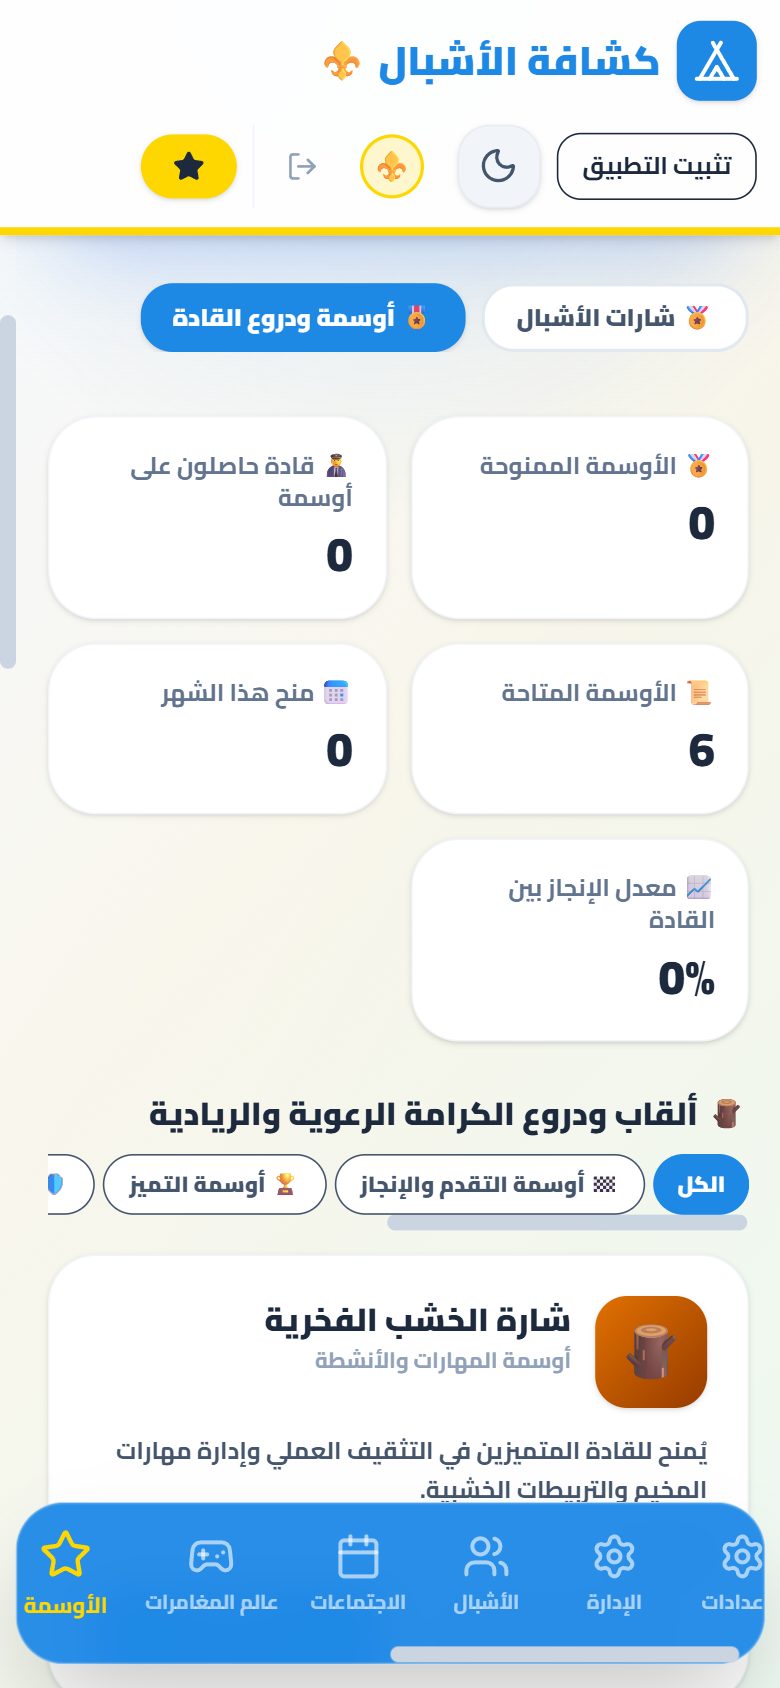 كشافة الأشبال ⚜️
تثبيت التطبيق
شارات الأشبال
أوسمة ودروع القادة
الأوسمة الممنوحة
0
قادة حاصلون على
أوسمة
0
الأوسمة المتاحة
6
منح هذا الشهر
0
معدل الإنجاز بين
القادة
0%
ألقاب ودروع الكرامة الرعوية والريادية
الكل
أوسمة التقدم والإنجاز
أوسمة التميز
شارة الخشب الفخرية
أوسمة المهارات والأنشطة
يُمنح للقادة المتميزين في التثقيف العملي وإدارة مهارات
المخيم والتربيطات الخشبية.
عدادات
الإدارة
الأشبال
الاجتماعات
عالم المغامرات
الأوسمة